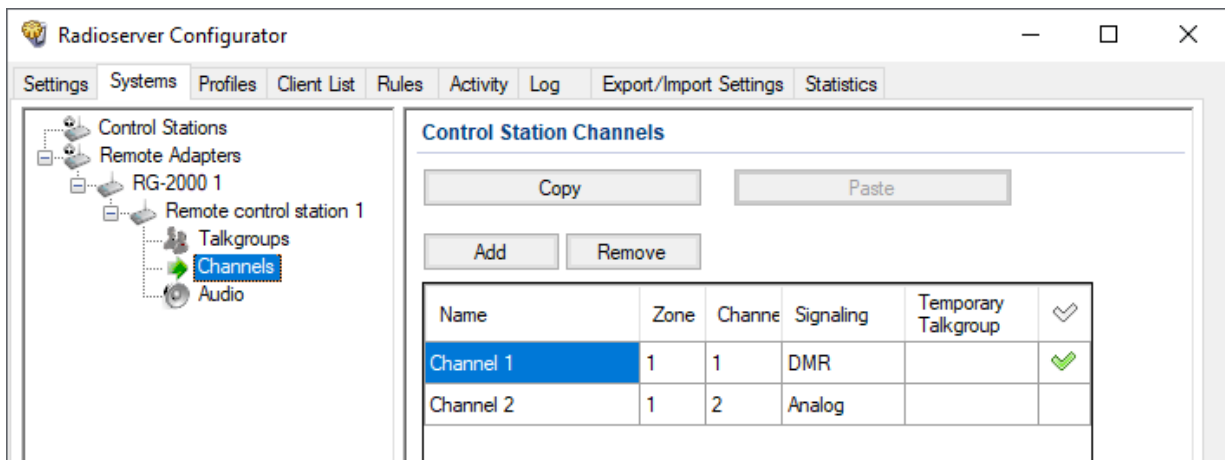 Radioserver Configurator
Settings Systems Profiles Client List Rules Activity Log Export/Import Settings Statistics
Control Stations
Remote Adapters
RG-2000 1
Remote control station 1
Talkgroups
Channels
Audio
Control Station Channels
Copy Paste
Add Remove
Name Zone Channe Signaling Temporary Talkgroup
Channel 1 1 1 DMR
Channel 2 1 2 Analog